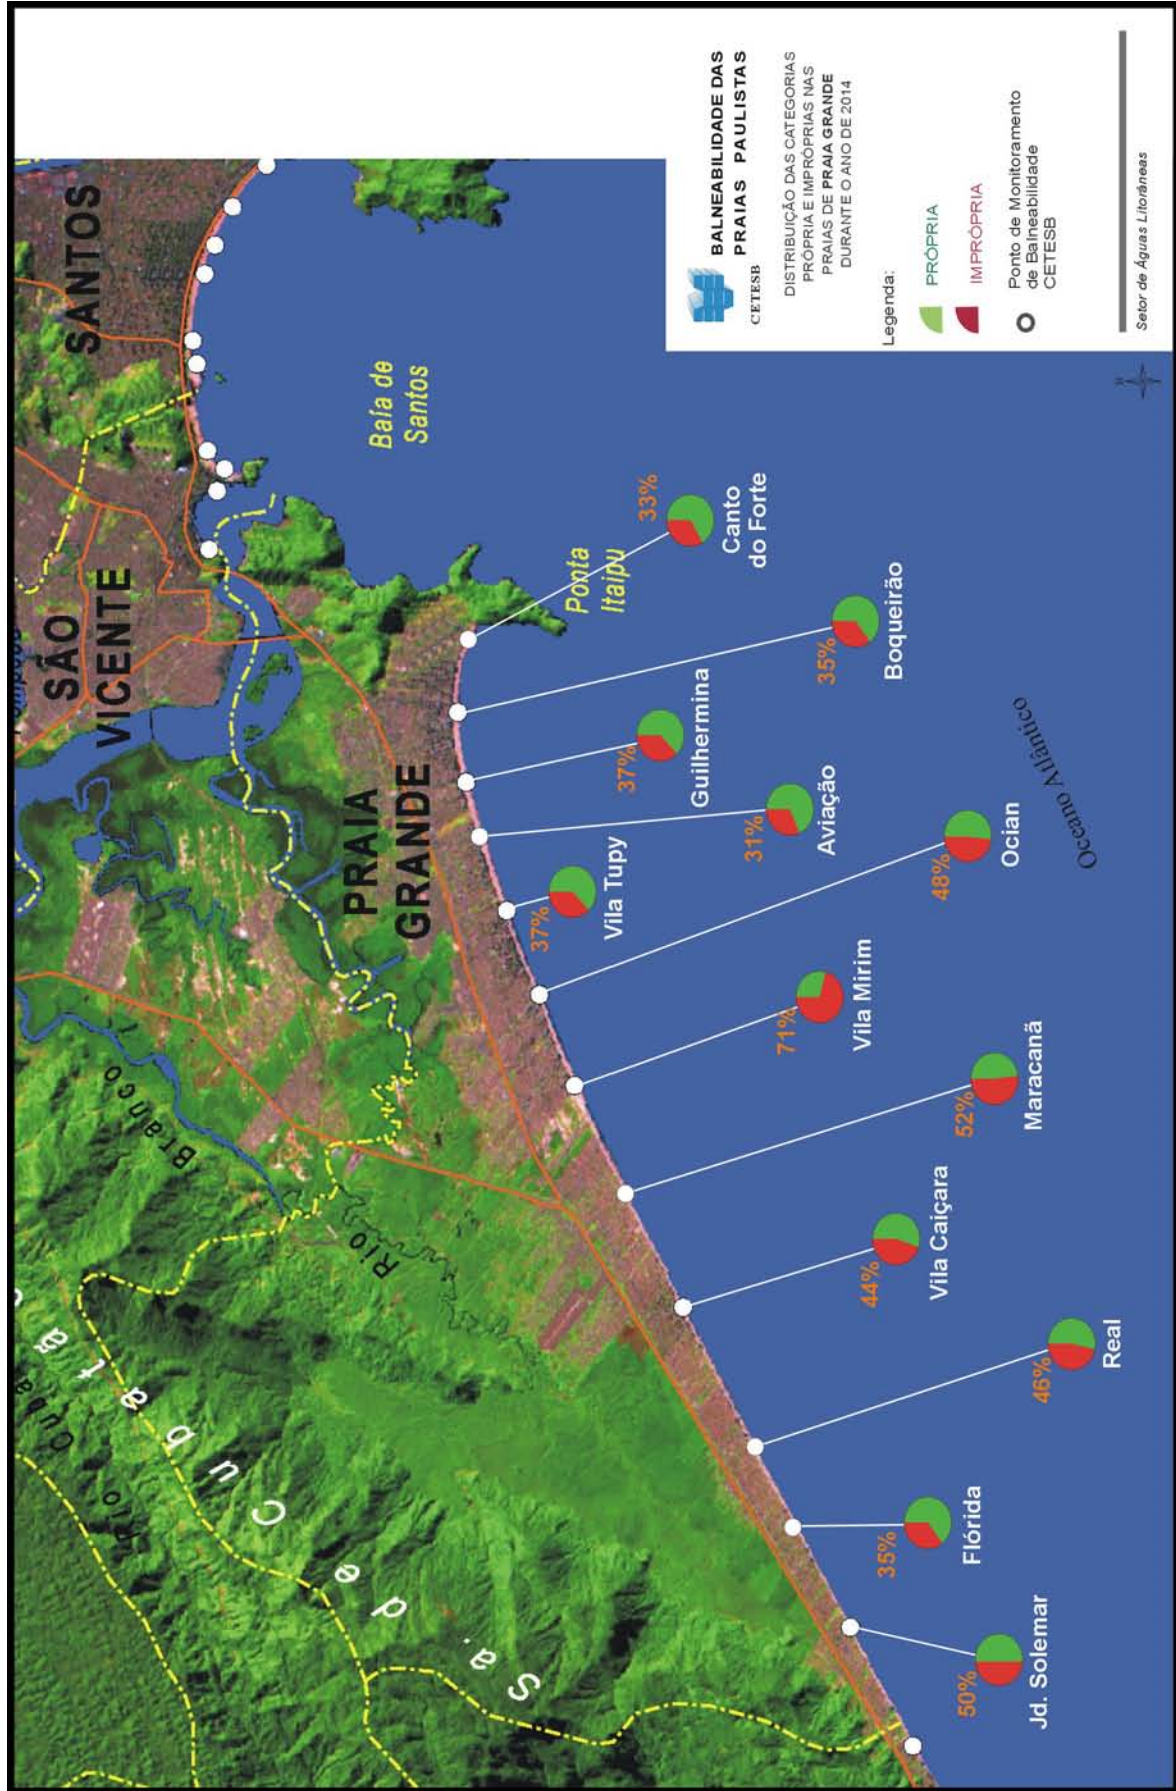 BALNEABILIDADE DAS
PRAIAS PAULISTAS
CETESB
DISTRIBUIÇÃO DAS CATEGORIAS
PRÓPRIA E IMPRÓPRIAS NAS
PRAIAS DE PRAIA GRANDE
DURANTE O ANO DE 2014
Legenda:
PRÓPRIA
IMPRÓPRIA
Ponto de Monitoramento
de Balneabilidade
CETESB
Setor de Águas Litorâneas
SANTOS
SÃO
VICENTE
PRAIA
GRANDE
Baía de
Santos
Ponta
Itaipu
Oceano Atlântico
Rio
Branco
Rio
Sa. de Cubatã
33%
Canto
do Forte
35%
Boqueirão
37%
Guilhermina
31%
Aviação
37%
Vila Tupy
48%
Ocian
71%
Vila Mirim
52%
Maracanã
44%
Vila Caiçara
46%
Real
35%
Flórida
50%
Jd. Solemar